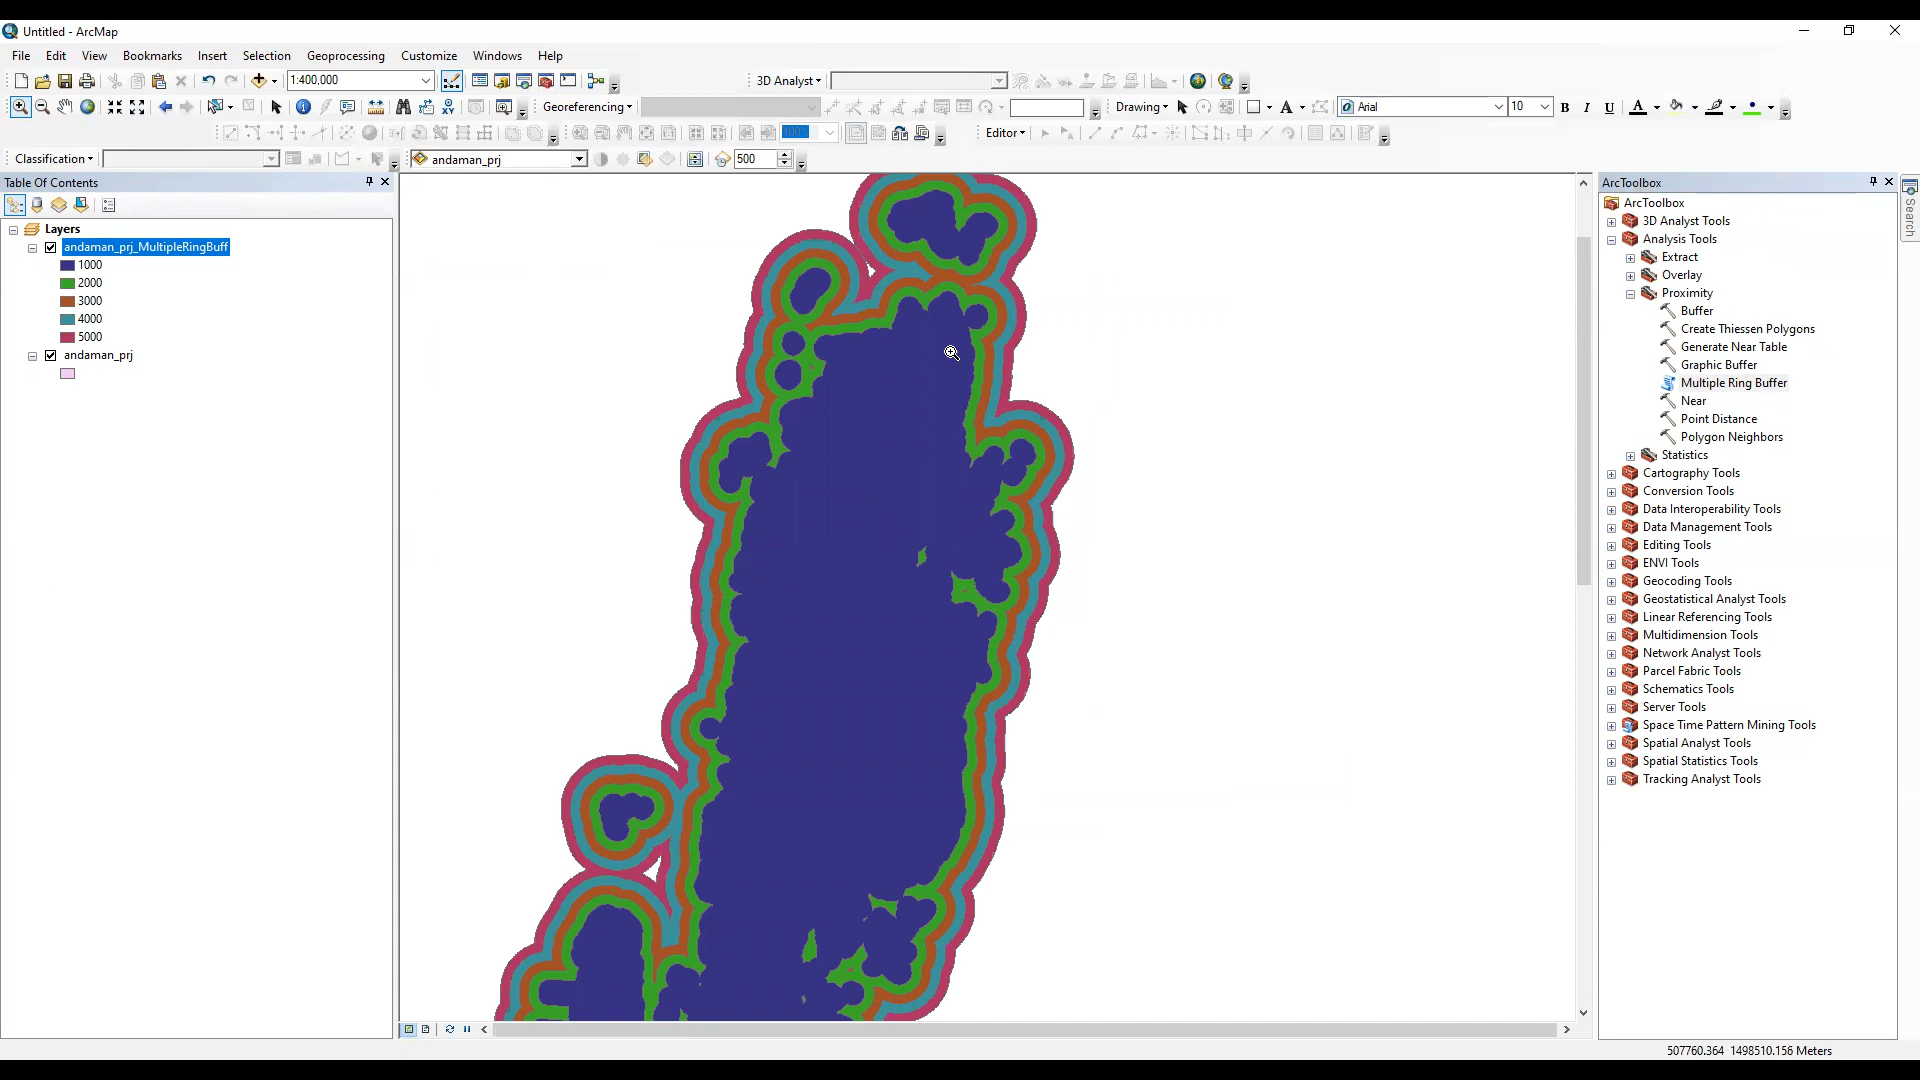 Untitled - ArcMap
File Edit View Bookmarks Insert Selection Geoprocessing Customize Windows Help
1:400,000 3D Analyst
Georeferencing Drawing Arial 10 B I U A
100% Editor
Classification andaman_prj 500
Table Of Contents
Layers
andaman_prj_MultipleRingBuff
1000
2000
3000
4000
5000
andaman_prj
ArcToolbox
ArcToolbox
3D Analyst Tools
Analysis Tools
Extract
Overlay
Proximity
Buffer
Create Thiessen Polygons
Generate Near Table
Graphic Buffer
Multiple Ring Buffer
Near
Point Distance
Polygon Neighbors
Statistics
Cartography Tools
Conversion Tools
Data Interoperability Tools
Data Management Tools
Editing Tools
ENVI Tools
Geocoding Tools
Geostatistical Analyst Tools
Linear Referencing Tools
Multidimension Tools
Network Analyst Tools
Parcel Fabric Tools
Schematics Tools
Server Tools
Space Time Pattern Mining Tools
Spatial Analyst Tools
Spatial Statistics Tools
Tracking Analyst Tools
Search
507760.364 1498510.156 Meters